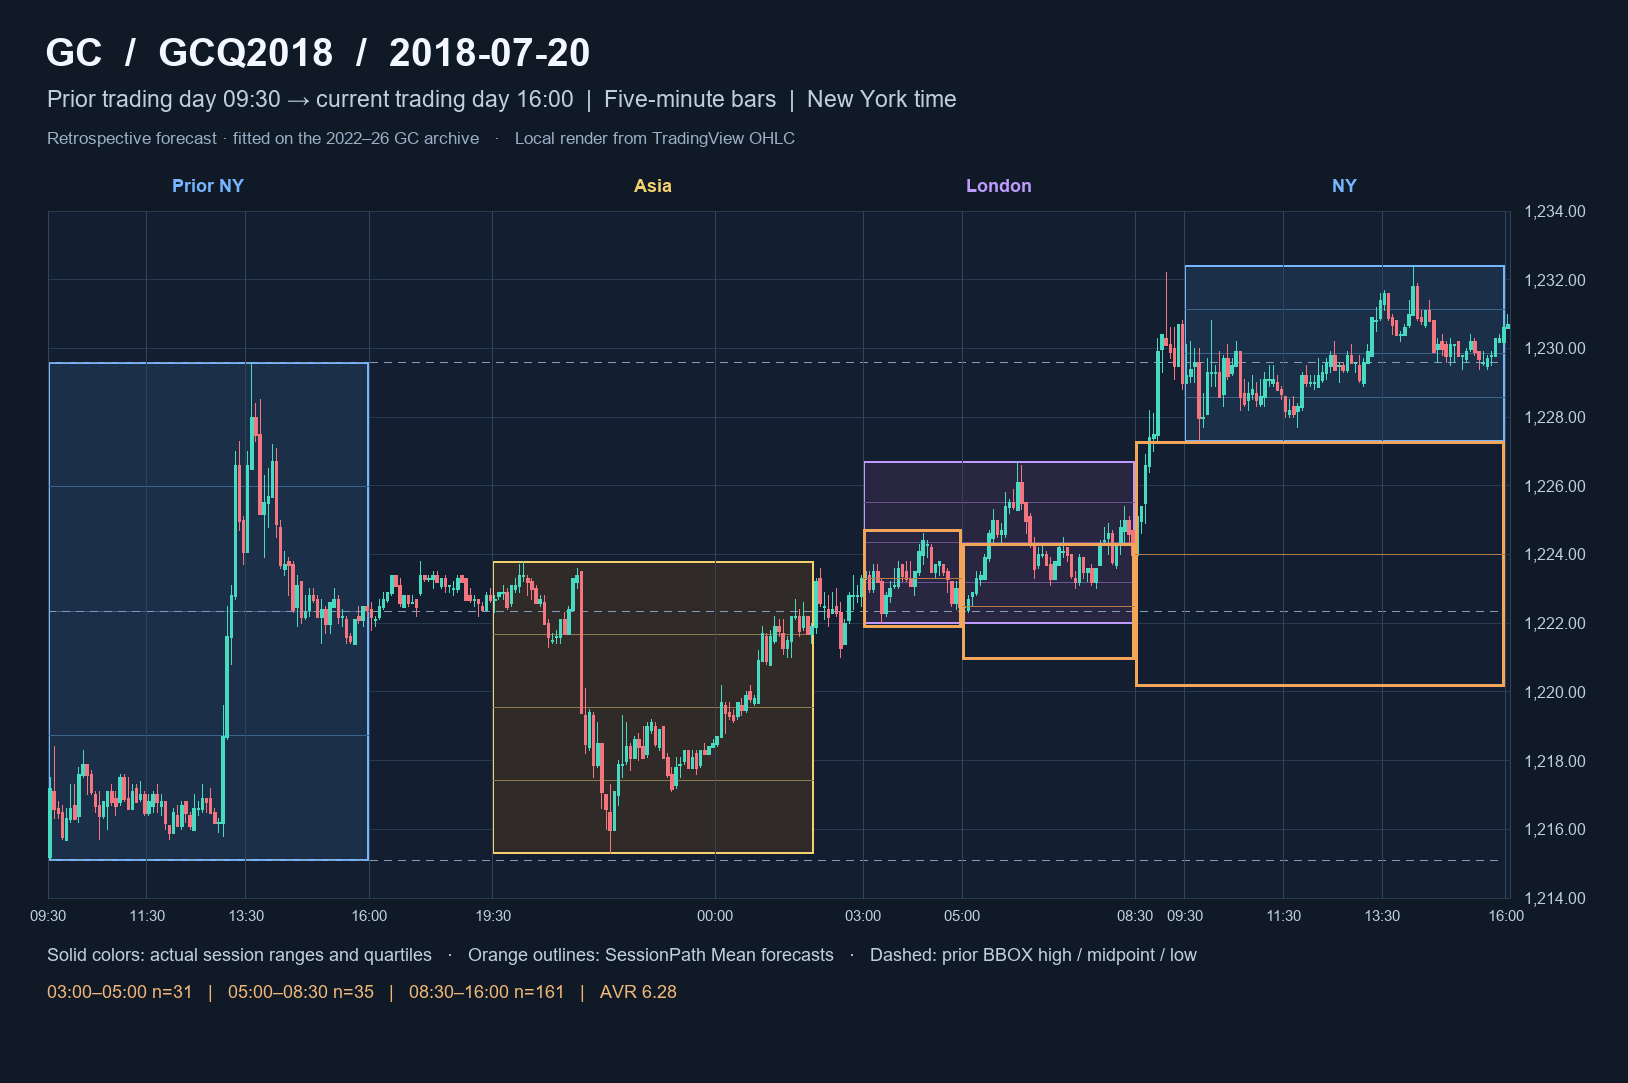 GC / GCQ2018 / 2018-07-20
Prior trading day 09:30 → current trading day 16:00 | Five-minute bars | New York time
Retrospective forecast · fitted on the 2022–26 GC archive · Local render from TradingView OHLC
Prior NY Asia London NY
1,234.00
1,232.00
1,230.00
1,228.00
1,226.00
1,224.00
1,222.00
1,220.00
1,218.00
1,216.00
1,214.00
09:30 11:30 13:30 16:00 19:30 00:00 03:00 05:00 08:30 09:30 11:30 13:30 16:00
Solid colors: actual session ranges and quartiles · Orange outlines: SessionPath Mean forecasts · Dashed: prior BBOX high / midpoint / low
03:00–05:00 n=31 | 05:00–08:30 n=35 | 08:30–16:00 n=161 | AVR 6.28